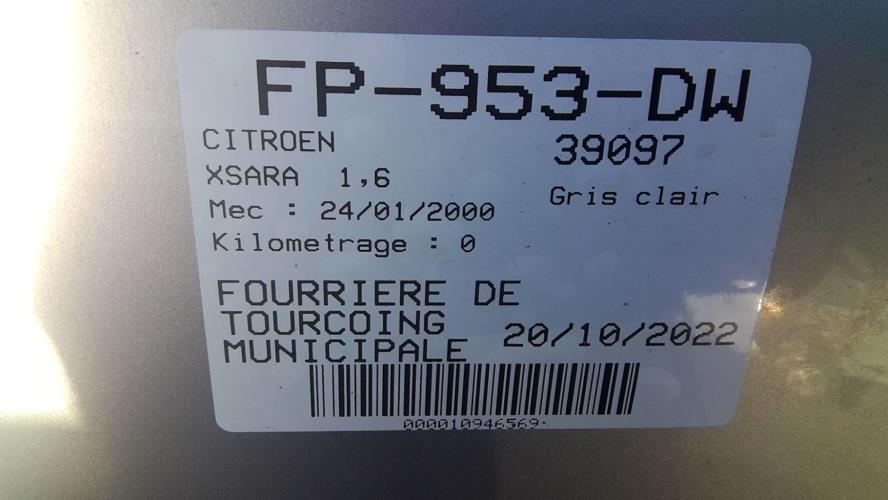 FP-953-DW
CITROEN 39097
XSARA 1,6
Gris clair
Mec : 24/01/2000
Kilometrage : 0
FOURRIERE DE
TOURCOING
MUNICIPALE 20/10/2022
000010946569